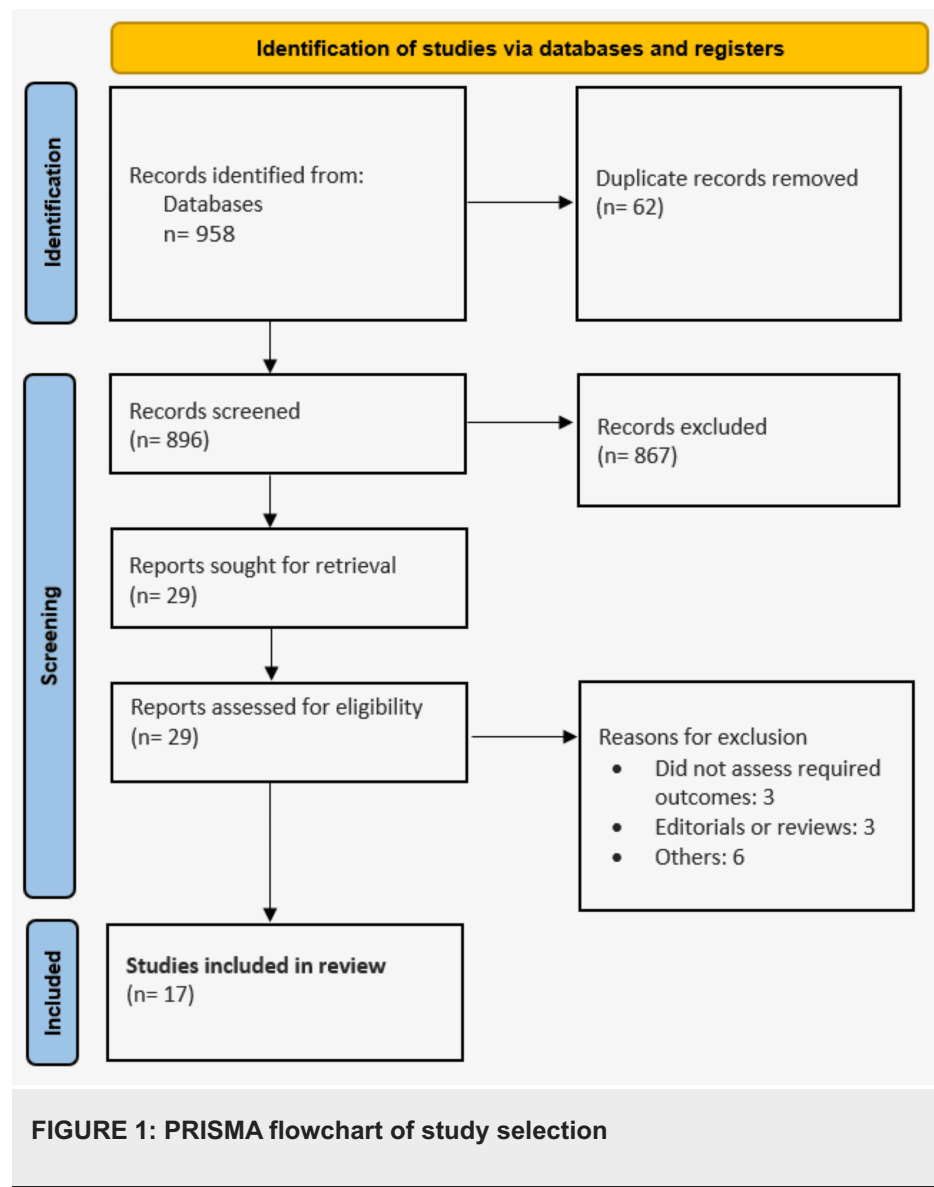 Identification of studies via databases and registers
Identification
Records identified from:
Databases
n= 958
Duplicate records removed
(n= 62)
Screening
Records screened
(n= 896)
Records excluded
(n= 867)
Reports sought for retrieval
(n= 29)
Reports assessed for eligibility
(n= 29)
Reasons for exclusion
• Did not assess required
outcomes: 3
• Editorials or reviews: 3
• Others: 6
Included
Studies included in review
(n= 17)
FIGURE 1: PRISMA flowchart of study selection